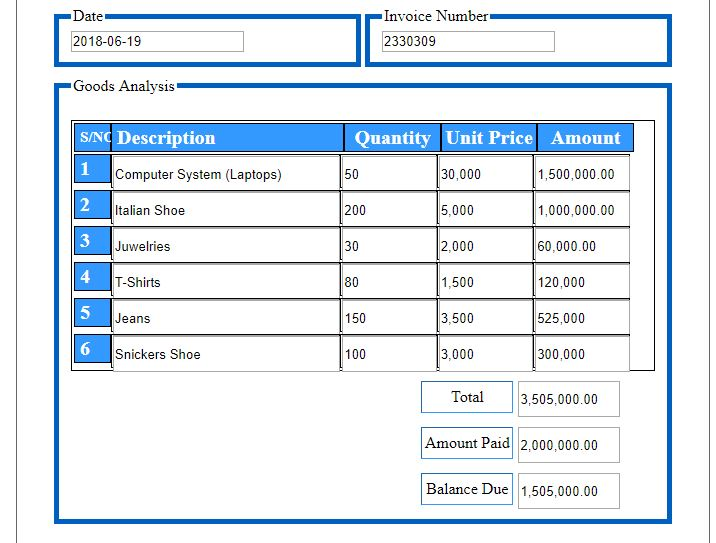 Date Invoice Number
2018-06-19 2330309
Goods Analysis
S/NO Description Quantity Unit Price Amount
1 Computer System (Laptops) 50 30,000 1,500,000.00
2 Italian Shoe 200 5,000 1,000,000.00
3 Juwelries 30 2,000 60,000.00
4 T-Shirts 80 1,500 120,000
5 Jeans 150 3,500 525,000
6 Snickers Shoe 100 3,000 300,000
Total 3,505,000.00
Amount Paid 2,000,000.00
Balance Due 1,505,000.00